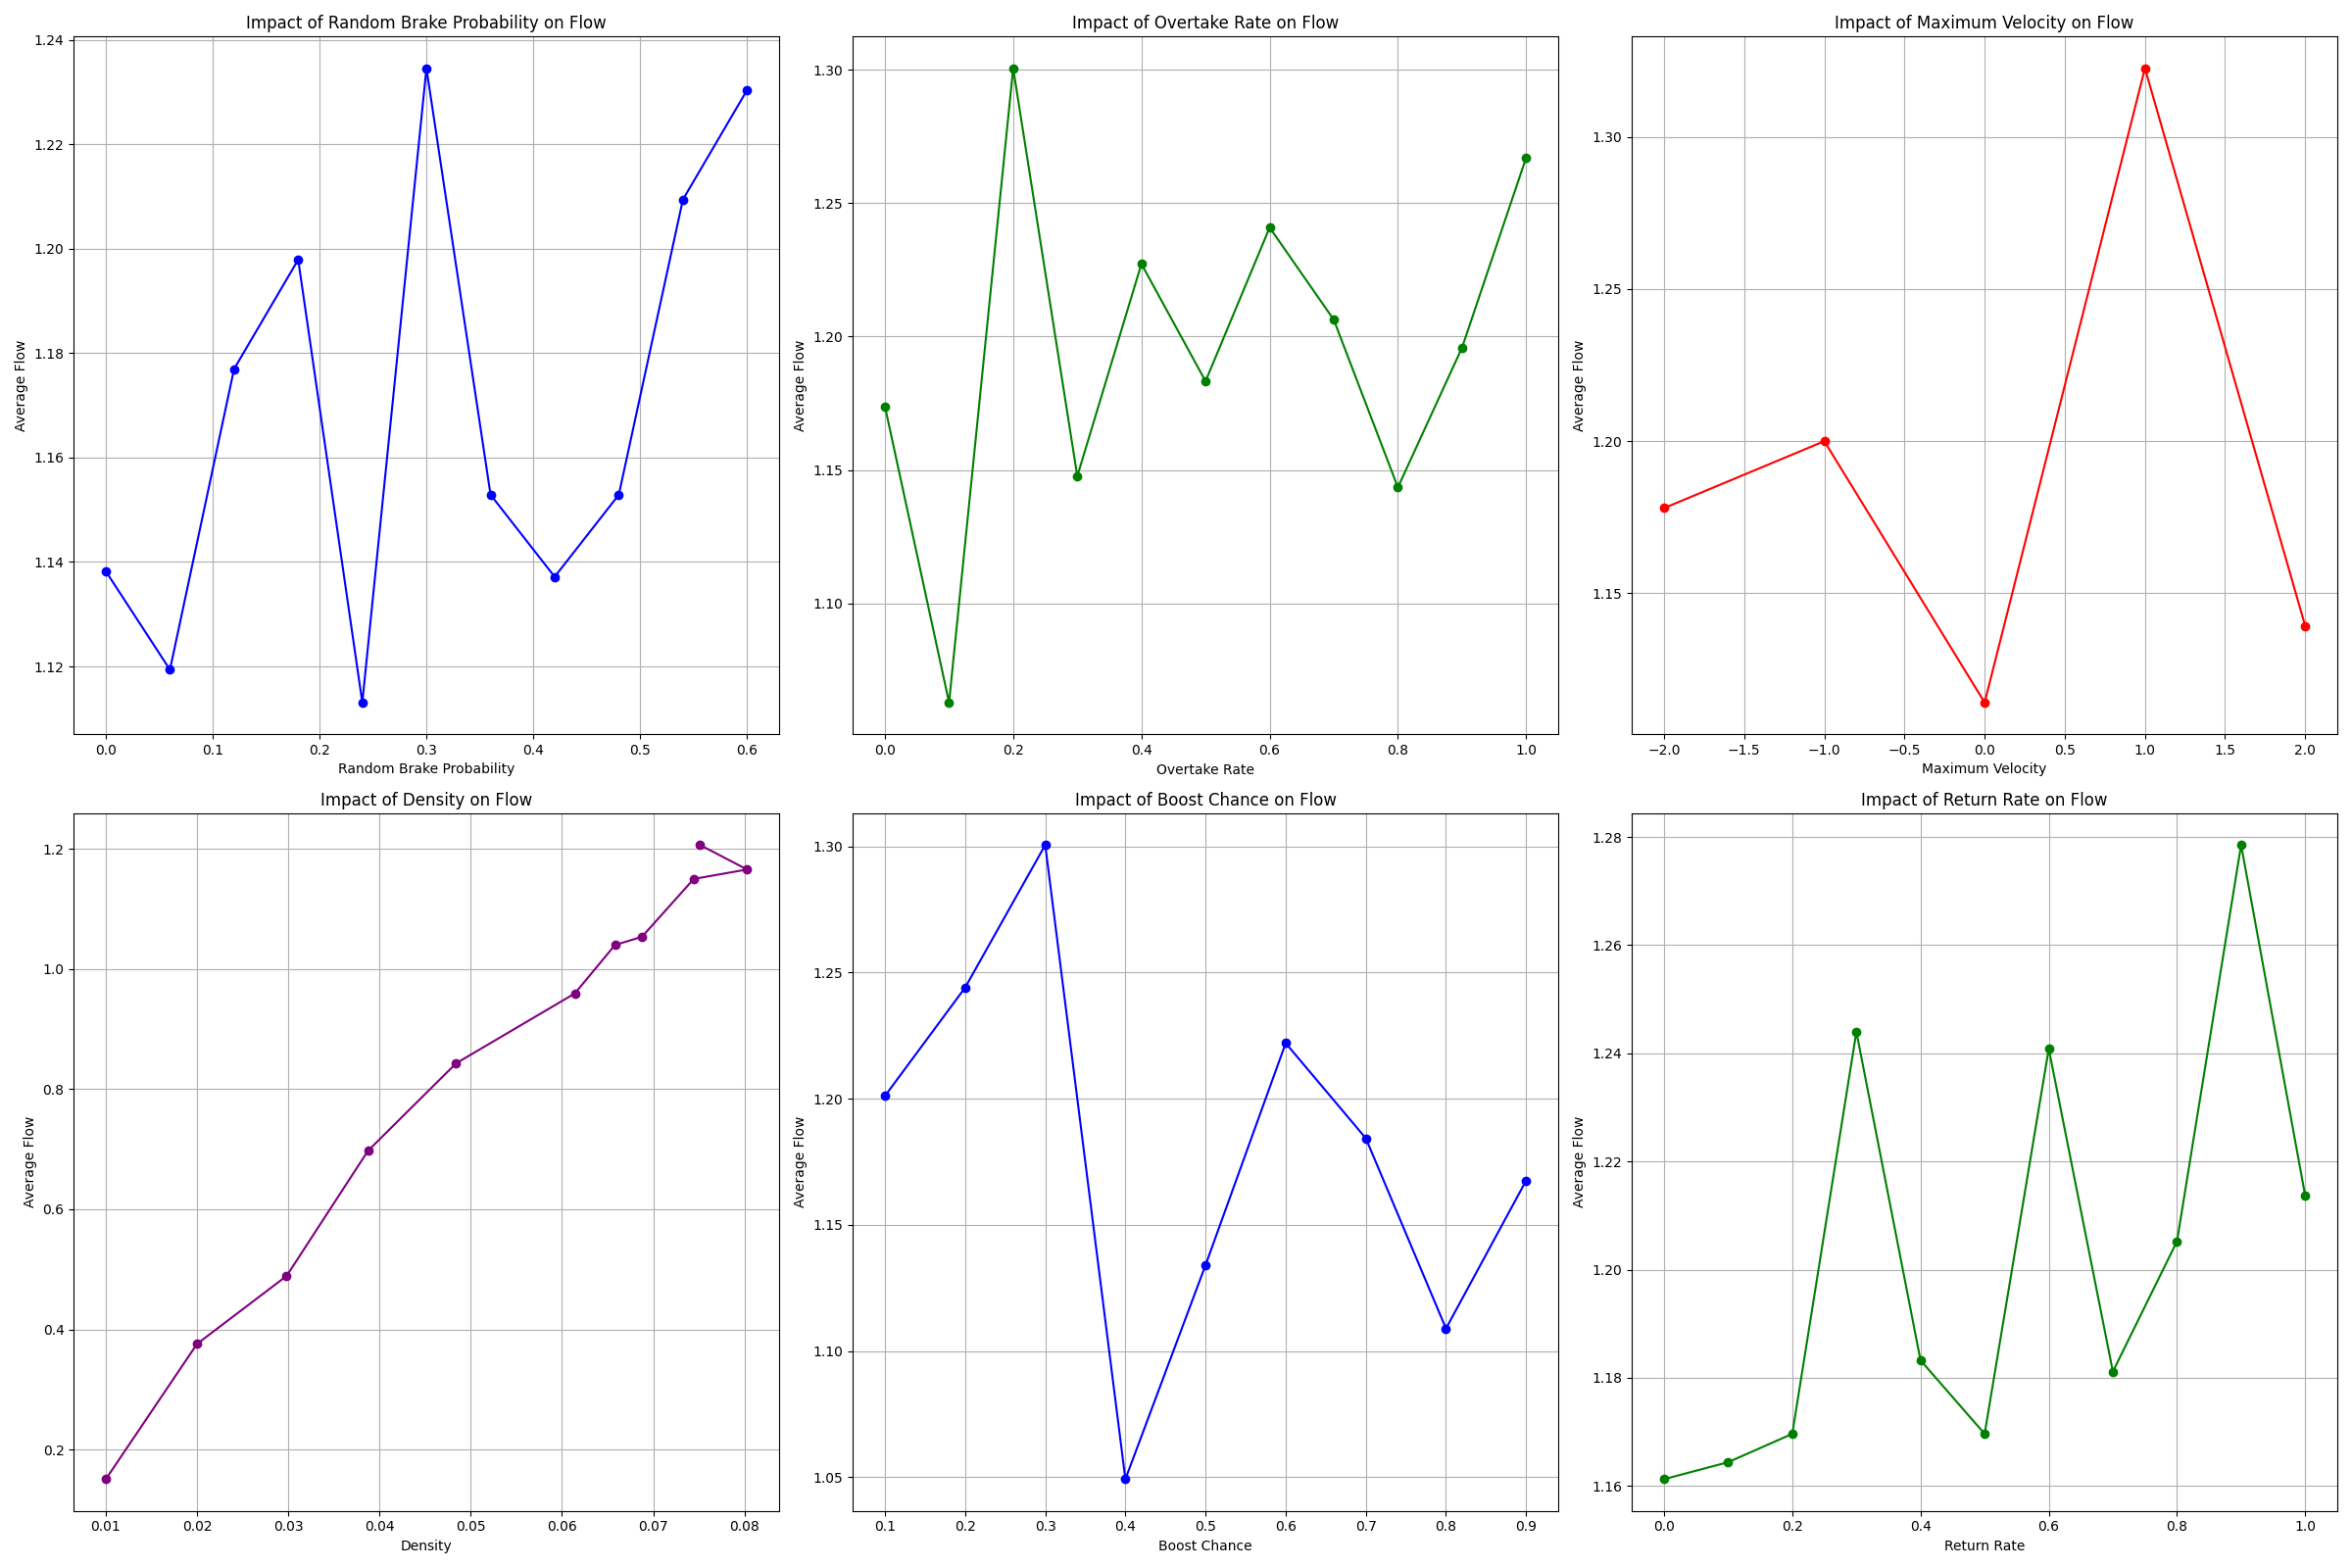 Impact of Random Brake Probability on Flow
1.24
1.22
1.20
1.18
1.16
1.14
1.12
Average Flow
0.0 0.1 0.2 0.3 0.4 0.5 0.6
Random Brake Probability
Impact of Overtake Rate on Flow
1.30
1.25
1.20
1.15
1.10
Average Flow
0.0 0.2 0.4 0.6 0.8 1.0
Overtake Rate
Impact of Maximum Velocity on Flow
1.30
1.25
1.20
1.15
Average Flow
−2.0 −1.5 −1.0 −0.5 0.0 0.5 1.0 1.5 2.0
Maximum Velocity
Impact of Density on Flow
1.2
1.0
0.8
0.6
0.4
0.2
Average Flow
0.01 0.02 0.03 0.04 0.05 0.06 0.07 0.08
Density
Impact of Boost Chance on Flow
1.30
1.25
1.20
1.15
1.10
1.05
Average Flow
0.1 0.2 0.3 0.4 0.5 0.6 0.7 0.8 0.9
Boost Chance
Impact of Return Rate on Flow
1.28
1.26
1.24
1.22
1.20
1.18
1.16
Average Flow
0.0 0.2 0.4 0.6 0.8 1.0
Return Rate